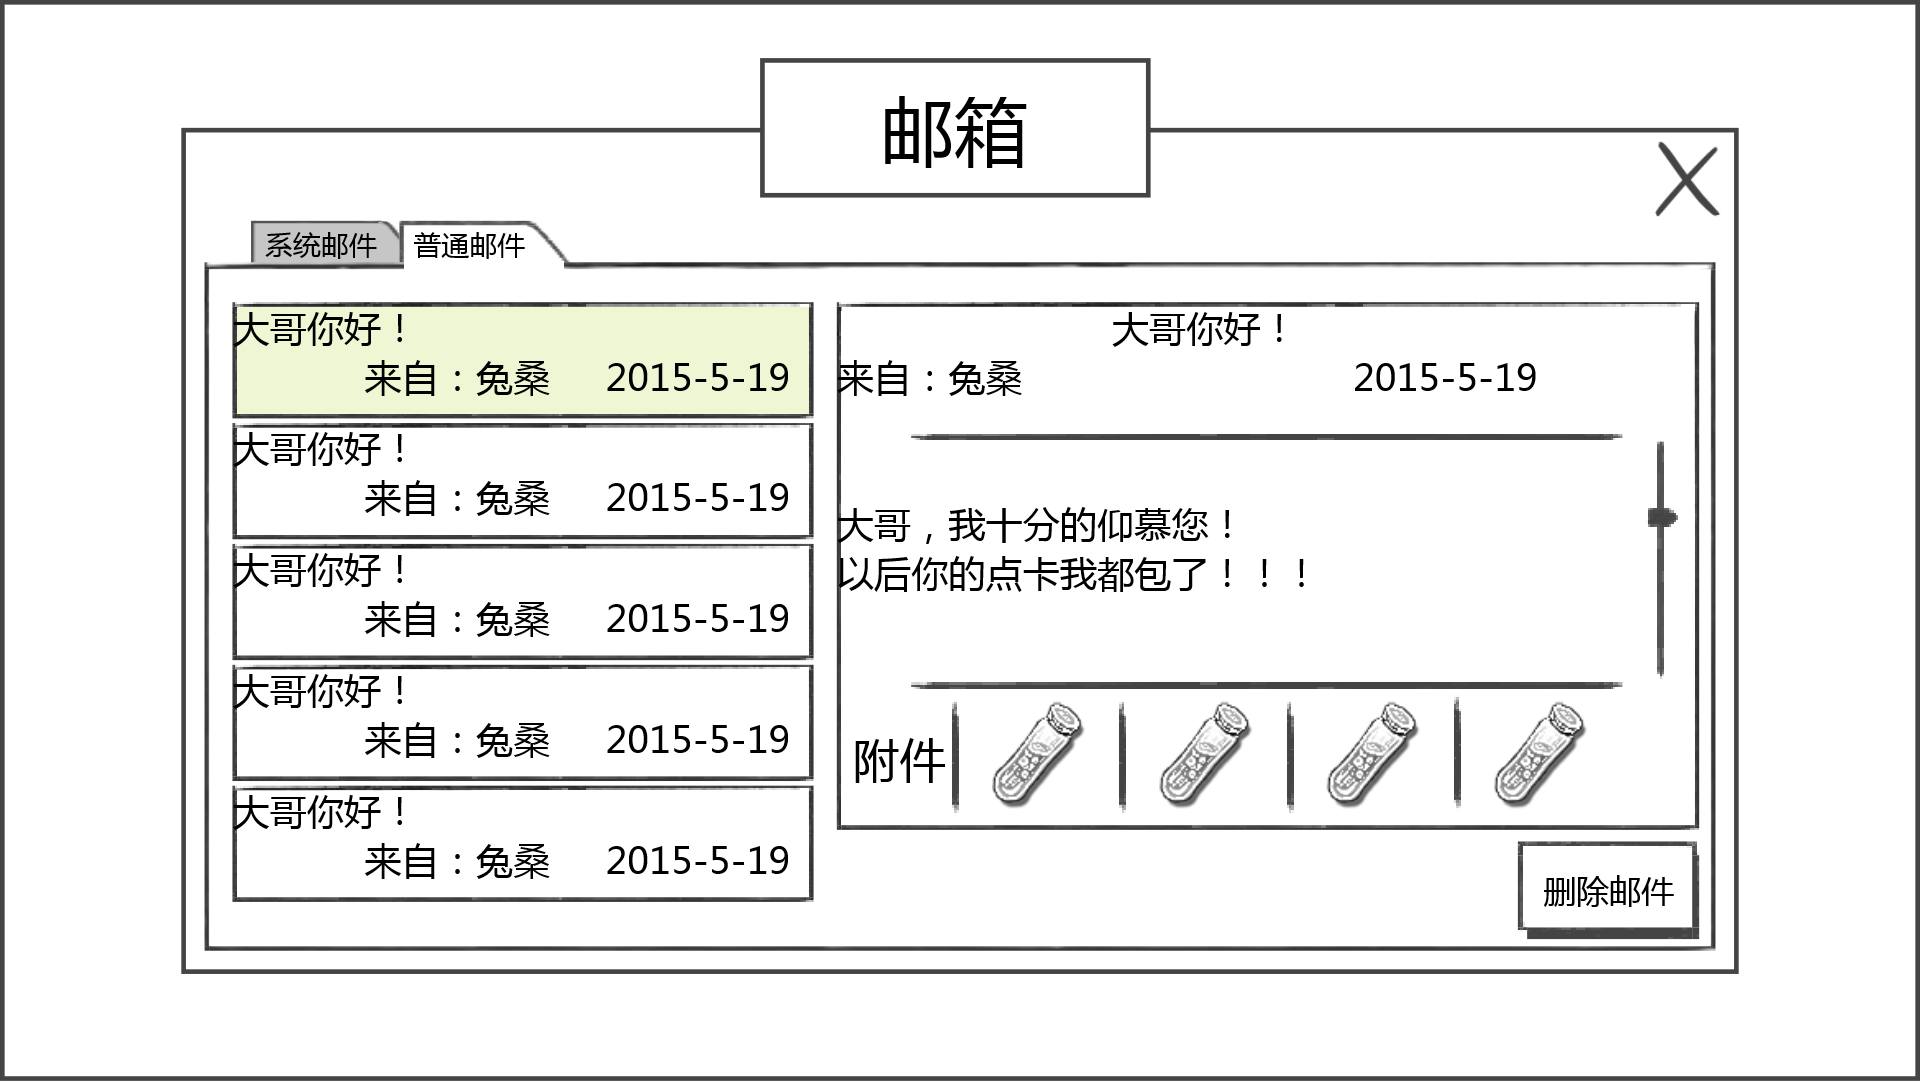 邮箱
系统邮件 普通邮件
大哥你好！
来自：兔桑 2015-5-19
大哥你好！
来自：兔桑 2015-5-19
大哥你好！
来自：兔桑 2015-5-19
大哥你好！
来自：兔桑 2015-5-19
大哥你好！
来自：兔桑 2015-5-19
大哥你好！
来自：兔桑 2015-5-19
大哥，我十分的仰慕您！
以后你的点卡我都包了！！！
附件
删除邮件